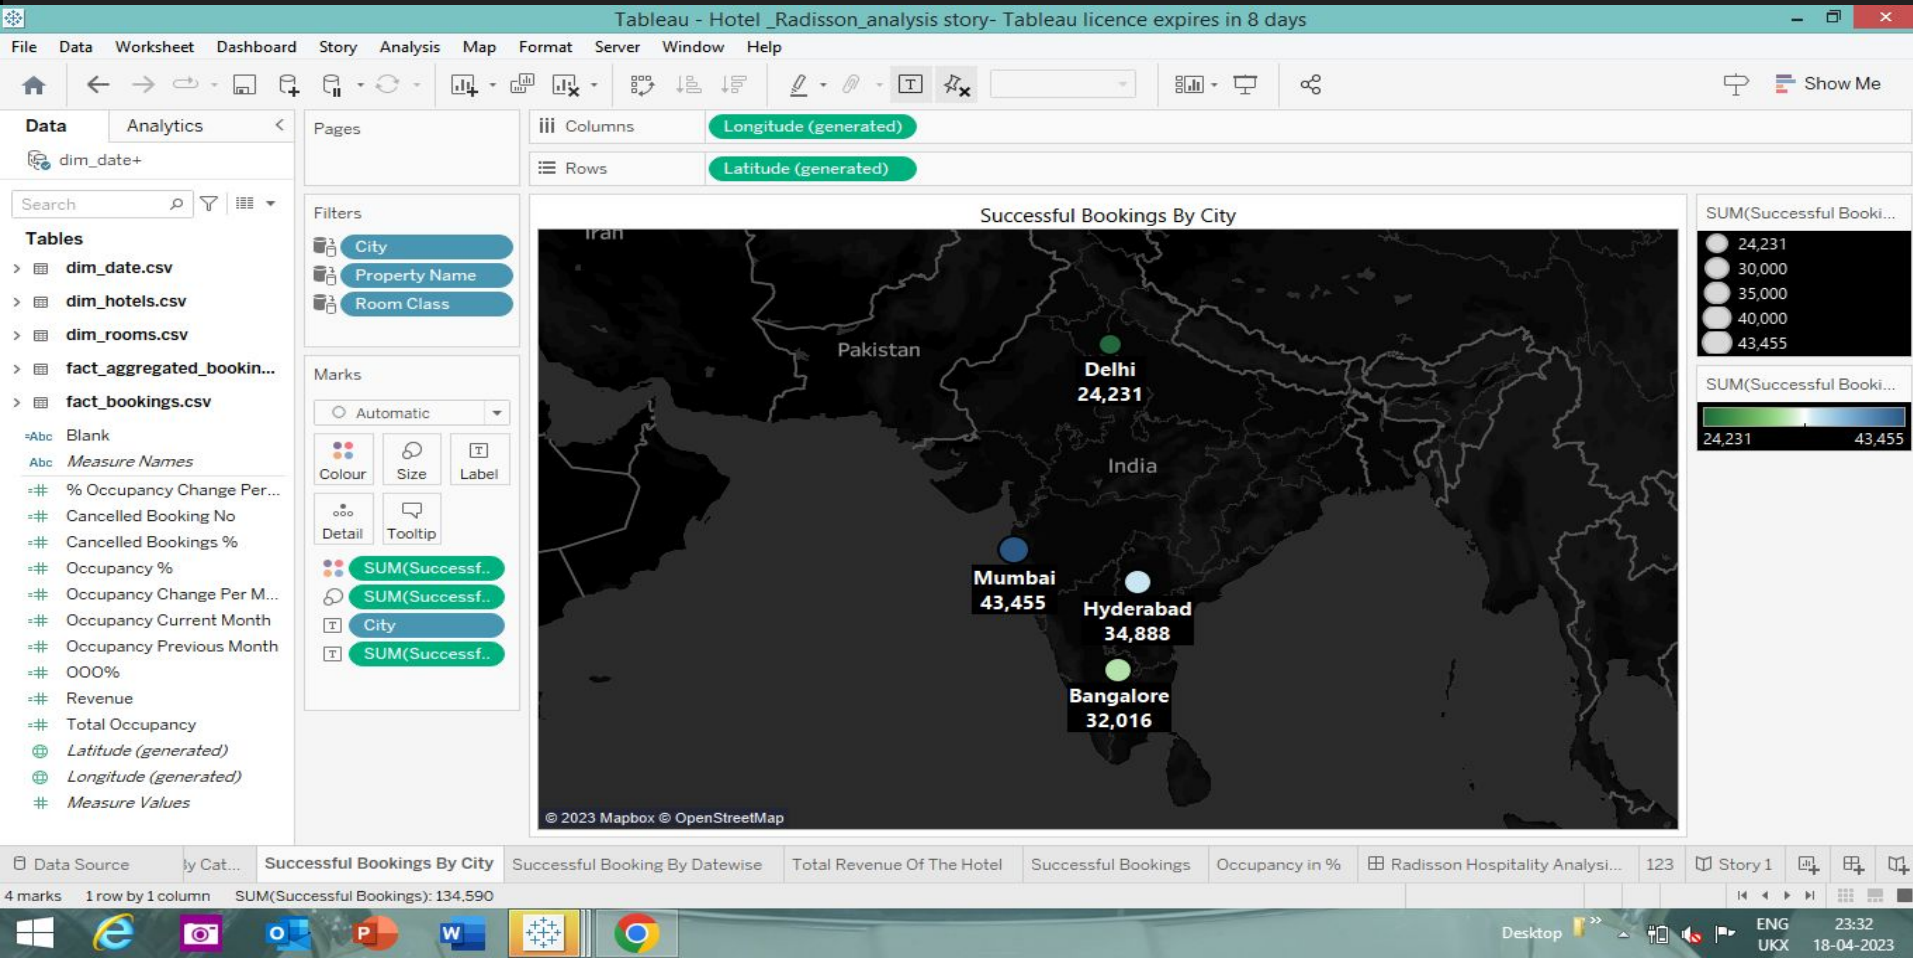 Tableau - Hotel _Radisson_analysis story- Tableau licence expires in 8 days
File Data Worksheet Dashboard Story Analysis Map Format Server Window Help
Show Me
Data Analytics
dim_date+
Search
Tables
dim_date.csv
dim_hotels.csv
dim_rooms.csv
fact_aggregated_bookin...
fact_bookings.csv
Abc Blank
Abc Measure Names
% Occupancy Change Per...
Cancelled Booking No
Cancelled Bookings %
Occupancy %
Occupancy Change Per M...
Occupancy Current Month
Occupancy Previous Month
OOO%
Revenue
Total Occupancy
Latitude (generated)
Longitude (generated)
Measure Values
Pages
Filters
City
Property Name
Room Class
Marks
Automatic
Colour Size Label
Detail Tooltip
SUM(Successf..
SUM(Successf..
City
SUM(Successf..
Columns Longitude (generated)
Rows Latitude (generated)
Successful Bookings By City
Iran
Pakistan
Delhi
24,231
India
Mumbai
43,455
Hyderabad
34,888
Bangalore
32,016
© 2023 Mapbox © OpenStreetMap
SUM(Successful Booki...
24,231
30,000
35,000
40,000
43,455
SUM(Successful Booki...
24,231 43,455
Data Source ly Cat... Successful Bookings By City Successful Booking By Datewise Total Revenue Of The Hotel Successful Bookings Occupancy in % Radisson Hospitality Analysi... 123 Story 1
4 marks 1 row by 1 column SUM(Successful Bookings): 134,590
Desktop
ENG
UKX
23:32
18-04-2023